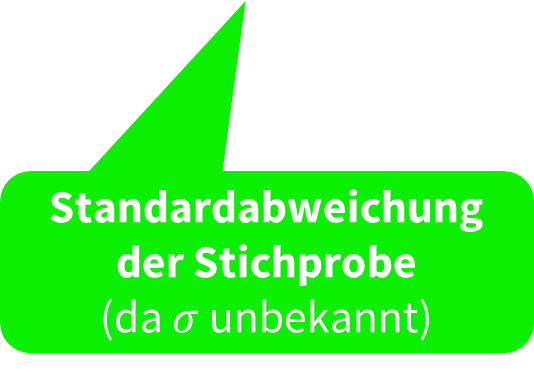 Standardabweichung
der Stichprobe
(da σ unbekannt)